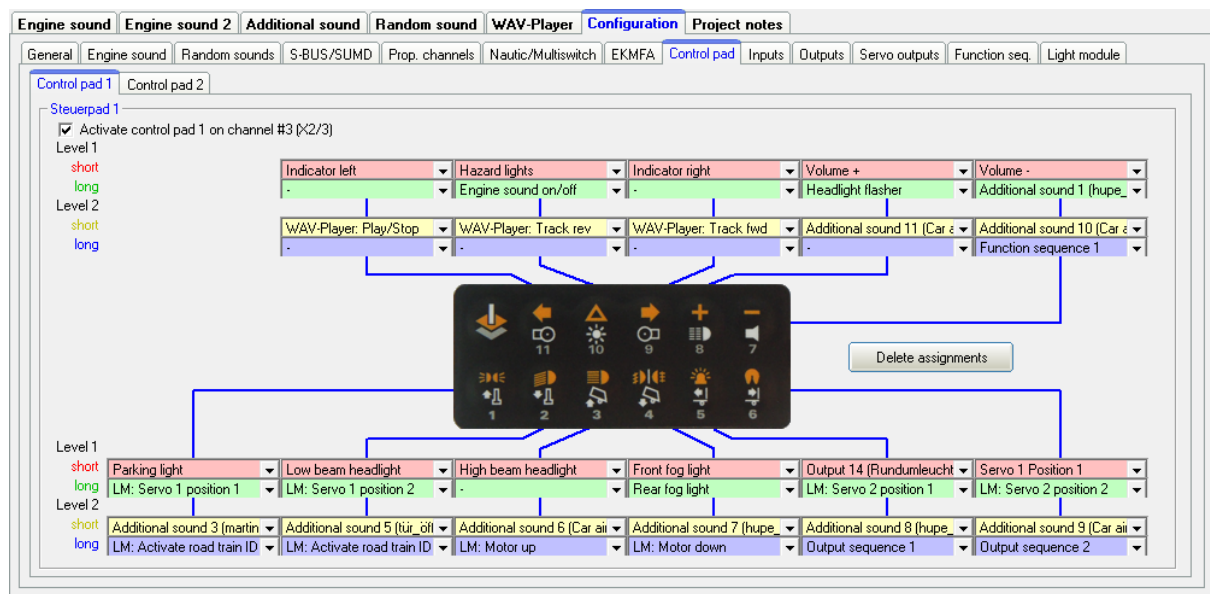 Engine sound Engine sound 2 Additional sound Random sound WAV-Player Configuration Project notes
General Engine sound Random sounds S-BUS/SUMD Prop. channels Nautic/Multiswitch EKMFA Control pad Inputs Outputs Servo outputs Function seq. Light module
Control pad 1 Control pad 2
Steuerpad 1
Activate control pad 1 on channel #3 (X2/3)
Level 1
short Indicator left Hazard lights Indicator right Volume + Volume -
long - Engine sound on/off - Headlight flasher Additional sound 1 (hupe_
Level 2
short WAV-Player: Play/Stop WAV-Player: Track rev WAV-Player: Track fwd Additional sound 11 (Car a Additional sound 10 (Car a
long - - - - Function sequence 1
11 10 9 8 7
Delete assignments
1 2 3 4 5 6
Level 1
short Parking light Low beam headlight High beam headlight Front fog light Output 14 (Rundumleucht Servo 1 Position 1
long LM: Servo 1 position 1 LM: Servo 1 position 2 - Rear fog light LM: Servo 2 position 1 LM: Servo 2 position 2
Level 2
short Additional sound 3 (martin Additional sound 5 (tür_öff Additional sound 6 (Car air Additional sound 7 (hupe_ Additional sound 8 (hupe_ Additional sound 9 (Car air
long LM: Activate road train ID LM: Activate road train ID LM: Motor up LM: Motor down Output sequence 1 Output sequence 2